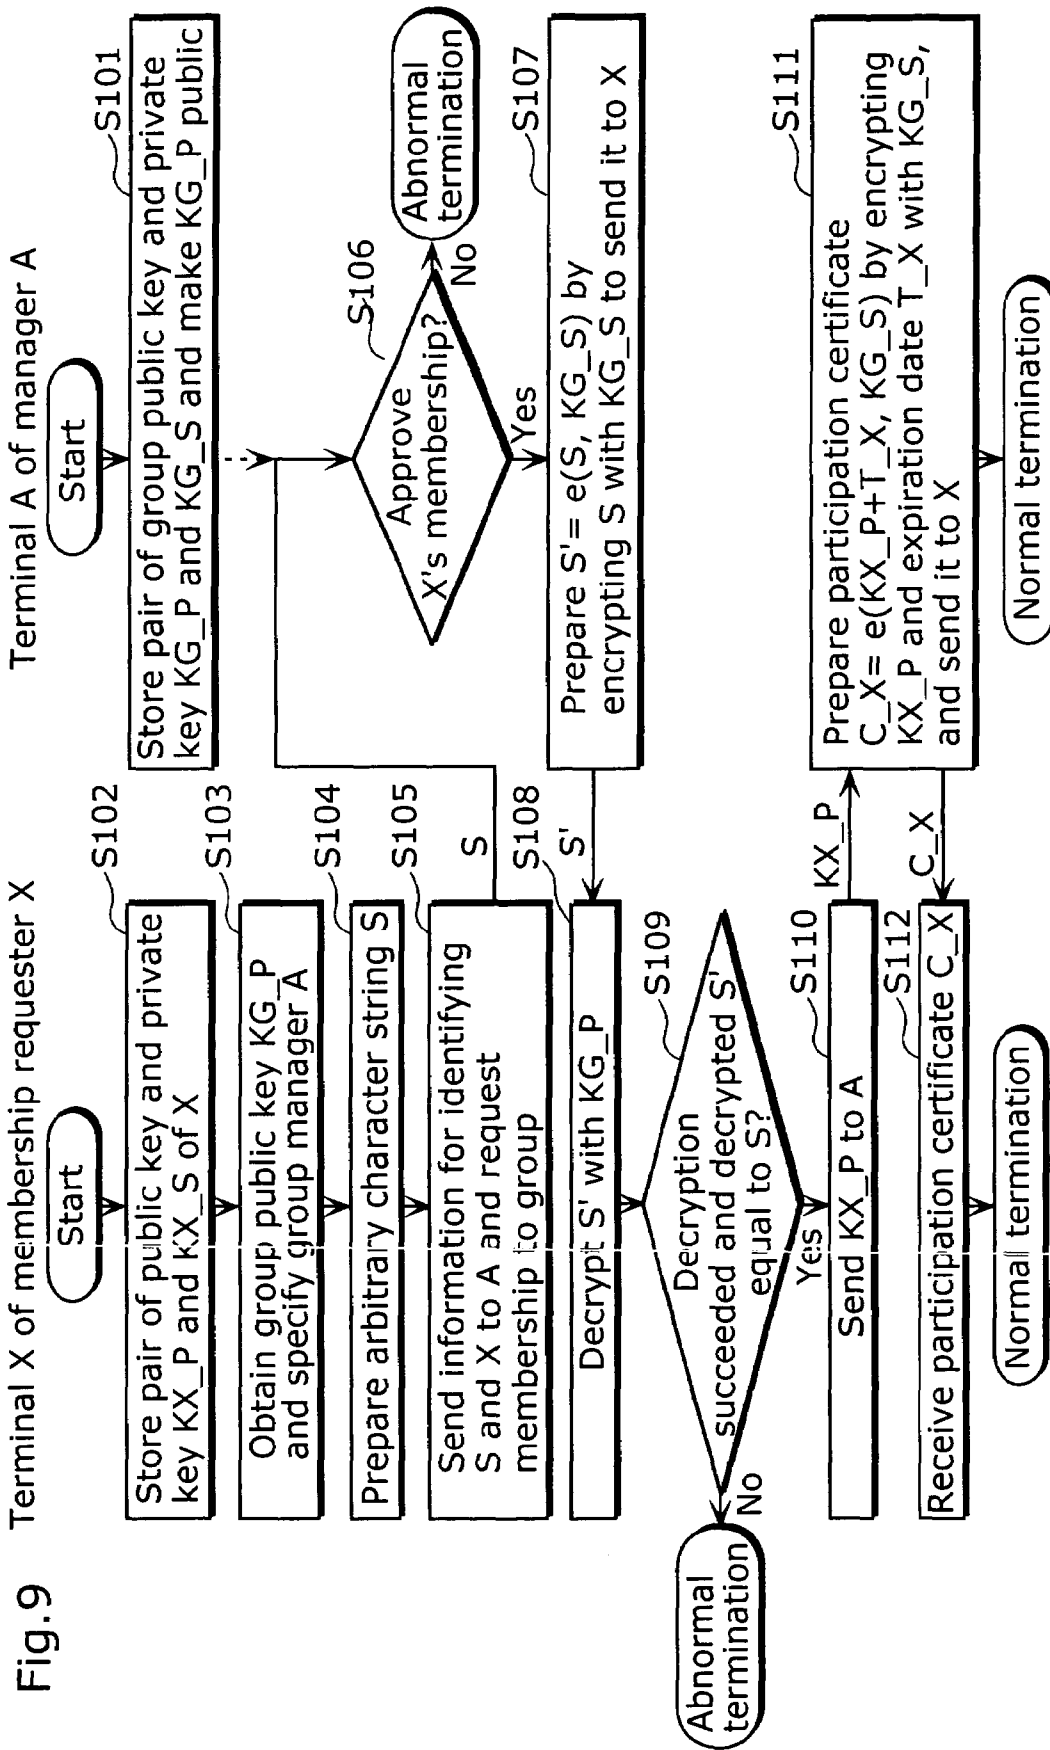 Fig.9
Terminal X of membership requester X
Start
S102
Store pair of public key and private
key KX_P and KX_S of X
S103
Obtain group public key KG_P
and specify group manager A
S104
Prepare arbitrary character string S
S105
Send information for identifying
S and X to A and request
membership to group
S
S108
S'
Decrypt S' with KG_P
S109
Decryption
succeeded and decrypted S'
equal to S?
No
Abnormal
termination
Yes
S110
Send KX_P to A
KX_P
S112
C_X
Receive participation certificate C_X
Normal termination
Terminal A of manager A
Start
S101
Store pair of group public key and private
key KG_P and KG_S and make KG_P public
S106
Approve
X's membership?
No
Abnormal
termination
Yes
S107
Prepare S'= e(S, KG_S) by
encrypting S with KG_S to send it to X
S111
Prepare participation certificate
C_X= e(KX_P+T_X, KG_S) by encrypting
KX_P and expiration date T_X with KG_S,
and send it to X
Normal termination